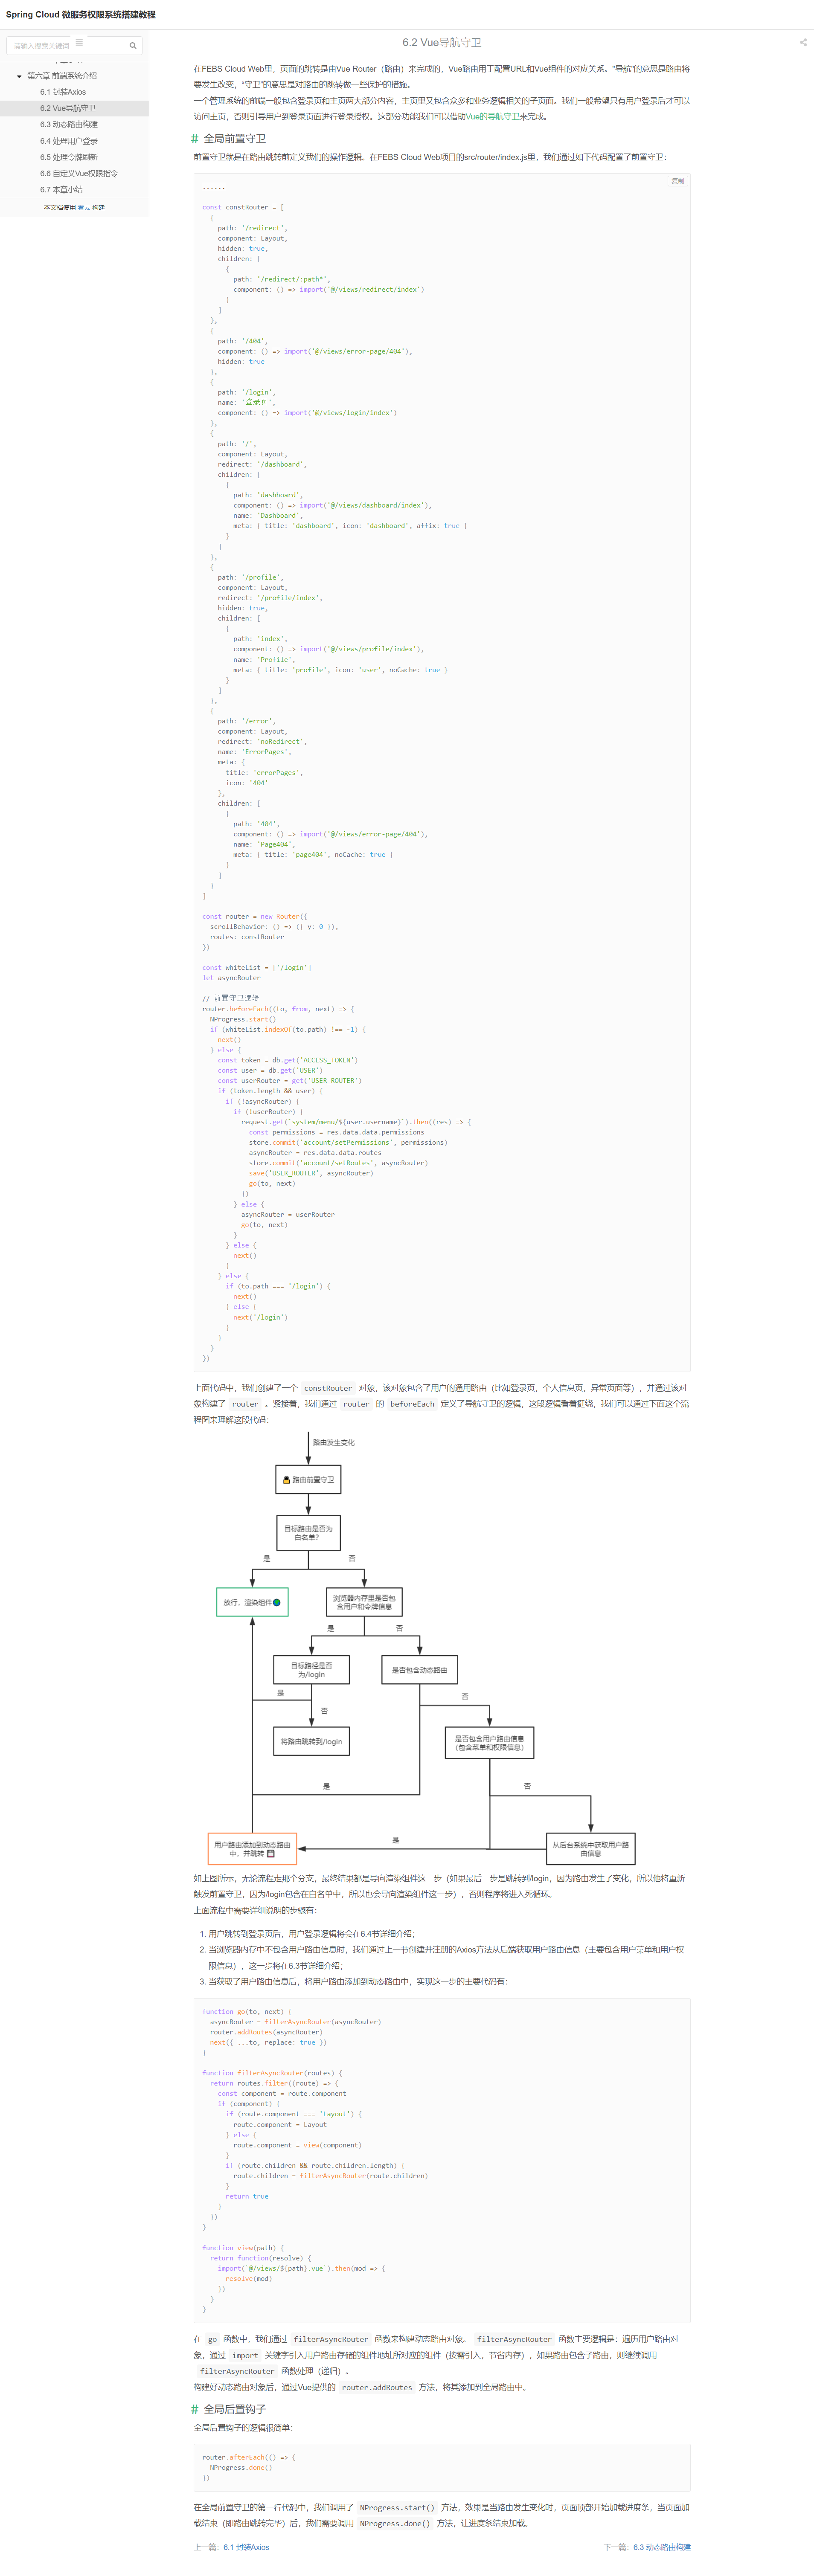 Spring Cloud 微服务权限系统搭建教程
请输入搜索关键词
第六章 前端系统介绍
6.1 封装Axios
6.2 Vue导航守卫
6.3 动态路由构建
6.4 处理用户登录
6.5 处理令牌刷新
6.6 自定义Vue权限指令
6.7 本章小结
本文档使用 看云 构建
6.2 Vue导航守卫
在FEBS Cloud Web里，页面的跳转是由Vue Router（路由）来完成的，Vue路由用于配置URL和Vue组件的对应关系。"导航"的意思是路由将
要发生改变，"守卫"的意思是对路由的跳转做一些保护的措施。
一个管理系统的前端一般包含登录页和主页两大部分内容，主页里又包含众多和业务逻辑相关的子页面。我们一般希望只有用户登录后才可以
访问主页，否则引导用户到登录页面进行登录授权。这部分功能我们可以借助Vue的导航守卫来完成。
# 全局前置守卫
前置守卫就是在路由跳转前定义我们的操作逻辑。在FEBS Cloud Web项目的src/router/index.js里，我们通过如下代码配置了前置守卫：
复制
......
const constRouter = [
{
path: '/redirect',
component: Layout,
hidden: true,
children: [
{
path: '/redirect/:path*',
component: () => import('@/views/redirect/index')
}
]
},
{
path: '/404',
component: () => import('@/views/error-page/404'),
hidden: true
},
{
path: '/login',
name: '登录页',
component: () => import('@/views/login/index')
},
{
path: '/',
component: Layout,
redirect: '/dashboard',
children: [
{
path: 'dashboard',
component: () => import('@/views/dashboard/index'),
name: 'Dashboard',
meta: { title: 'dashboard', icon: 'dashboard', affix: true }
}
]
},
{
path: '/profile',
component: Layout,
redirect: '/profile/index',
hidden: true,
children: [
{
path: 'index',
component: () => import('@/views/profile/index'),
name: 'Profile',
meta: { title: 'profile', icon: 'user', noCache: true }
}
]
},
{
path: '/error',
component: Layout,
redirect: 'noRedirect',
name: 'ErrorPages',
meta: {
title: 'errorPages',
icon: '404'
},
children: [
{
path: '404',
component: () => import('@/views/error-page/404'),
name: 'Page404',
meta: { title: 'page404', noCache: true }
}
]
}
]
const router = new Router({
scrollBehavior: () => ({ y: 0 }),
routes: constRouter
})
const whiteList = ['/login']
let asyncRouter
// 前置守卫逻辑
router.beforeEach((to, from, next) => {
NProgress.start()
if (whiteList.indexOf(to.path) !== -1) {
next()
} else {
const token = db.get('ACCESS_TOKEN')
const user = db.get('USER')
const userRouter = get('USER_ROUTER')
if (token.length && user) {
if (!asyncRouter) {
if (!userRouter) {
request.get(`system/menu/${user.username}`).then((res) => {
const permissions = res.data.data.permissions
store.commit('account/setPermissions', permissions)
asyncRouter = res.data.data.routes
store.commit('account/setRoutes', asyncRouter)
save('USER_ROUTER', asyncRouter)
go(to, next)
})
} else {
asyncRouter = userRouter
go(to, next)
}
} else {
next()
}
} else {
if (to.path === '/login') {
next()
} else {
next('/login')
}
}
}
})
上面代码中，我们创建了一个 constRouter 对象，该对象包含了用户的通用路由（比如登录页，个人信息页，异常页面等），并通过该对
象构建了 router 。紧接着，我们通过 router 的 beforeEach 定义了导航守卫的逻辑，这段逻辑看着挺绕，我们可以通过下面这个流
程图来理解这段代码：
路由发生变化
路由前置守卫
目标路由是否为
白名单？
是
否
放行，渲染组件
浏览器内存里是否包
含用户和令牌信息
是
否
目标路径是否
为/login
是否包含动态路由
是
否
否
将路由跳转到/login
是否包含用户路由信息
（包含菜单和权限信息）
是
否
用户路由添加到动态路由
中，并跳转
是
从后台系统中获取用户路
由信息
如上图所示，无论流程走那个分支，最终结果都是导向渲染组件这一步（如果最后一步是跳转到/login，因为路由发生了变化，所以他将重新
触发前置守卫，因为/login包含在白名单中，所以也会导向渲染组件这一步），否则程序将进入死循环。
上面流程中需要详细说明的步骤有：
1. 用户跳转到登录页后，用户登录逻辑将会在6.4节详细介绍；
2. 当浏览器内存中不包含用户路由信息时，我们通过上一节创建并注册的Axios方法从后端获取用户路由信息（主要包含用户菜单和用户权
限信息），这一步将在6.3节详细介绍；
3. 当获取了用户路由信息后，将用户路由添加到动态路由中，实现这一步的主要代码有：
function go(to, next) {
asyncRouter = filterAsyncRouter(asyncRouter)
router.addRoutes(asyncRouter)
next({ ...to, replace: true })
}
function filterAsyncRouter(routes) {
return routes.filter((route) => {
const component = route.component
if (component) {
if (route.component === 'Layout') {
route.component = Layout
} else {
route.component = view(component)
}
if (route.children && route.children.length) {
route.children = filterAsyncRouter(route.children)
}
return true
}
})
}
function view(path) {
return function(resolve) {
import(`@/views/${path}.vue`).then(mod => {
resolve(mod)
})
}
}
在 go 函数中，我们通过 filterAsyncRouter 函数来构建动态路由对象。 filterAsyncRouter 函数主要逻辑是：遍历用户路由对
象，通过 import 关键字引入用户路由存储的组件地址所对应的组件（按需引入，节省内存），如果路由包含子路由，则继续调用
filterAsyncRouter 函数处理（递归）。
构建好动态路由对象后，通过Vue提供的 router.addRoutes 方法，将其添加到全局路由中。
# 全局后置钩子
全局后置钩子的逻辑很简单：
router.afterEach(() => {
NProgress.done()
})
在全局前置守卫的第一行代码中，我们调用了 NProgress.start() 方法，效果是当路由发生变化时，页面顶部开始加载进度条，当页面加
载结束（即路由跳转完毕）后，我们需要调用 NProgress.done() 方法，让进度条结束加载。
上一篇：6.1 封装Axios
下一篇：6.3 动态路由构建